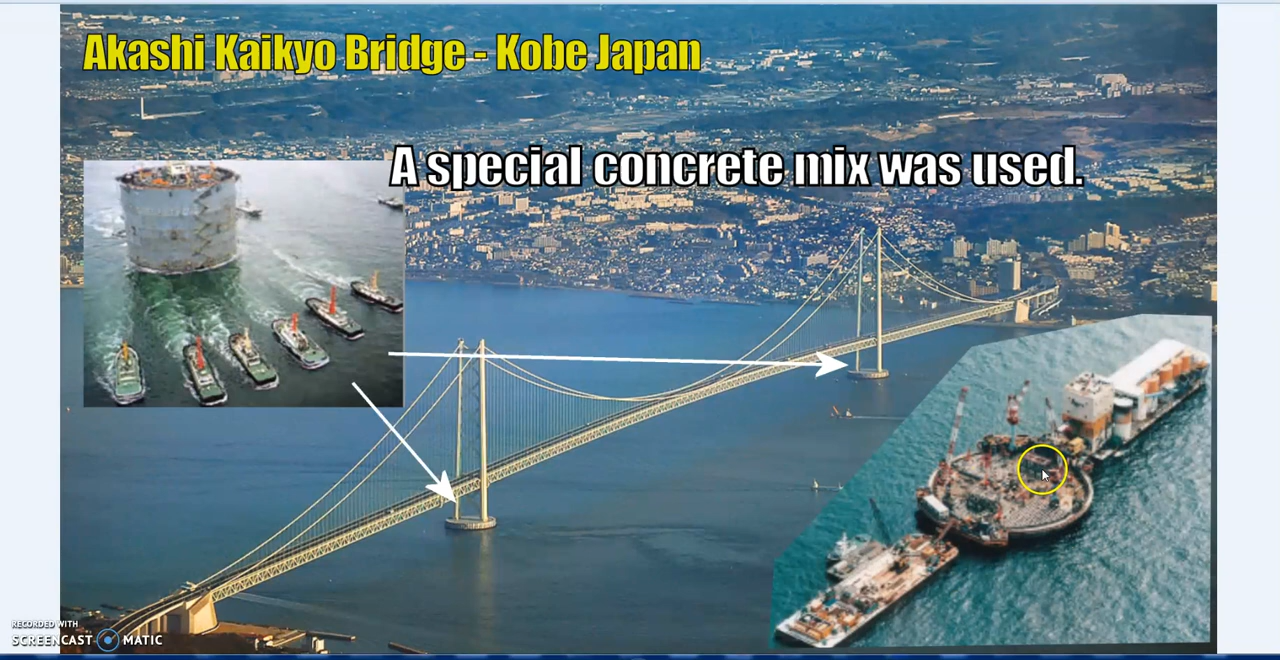 Akashi Kaikyo Bridge - Kobe Japan
A special concrete mix was used.
RECORDED WITH
SCREENCAST MATIC